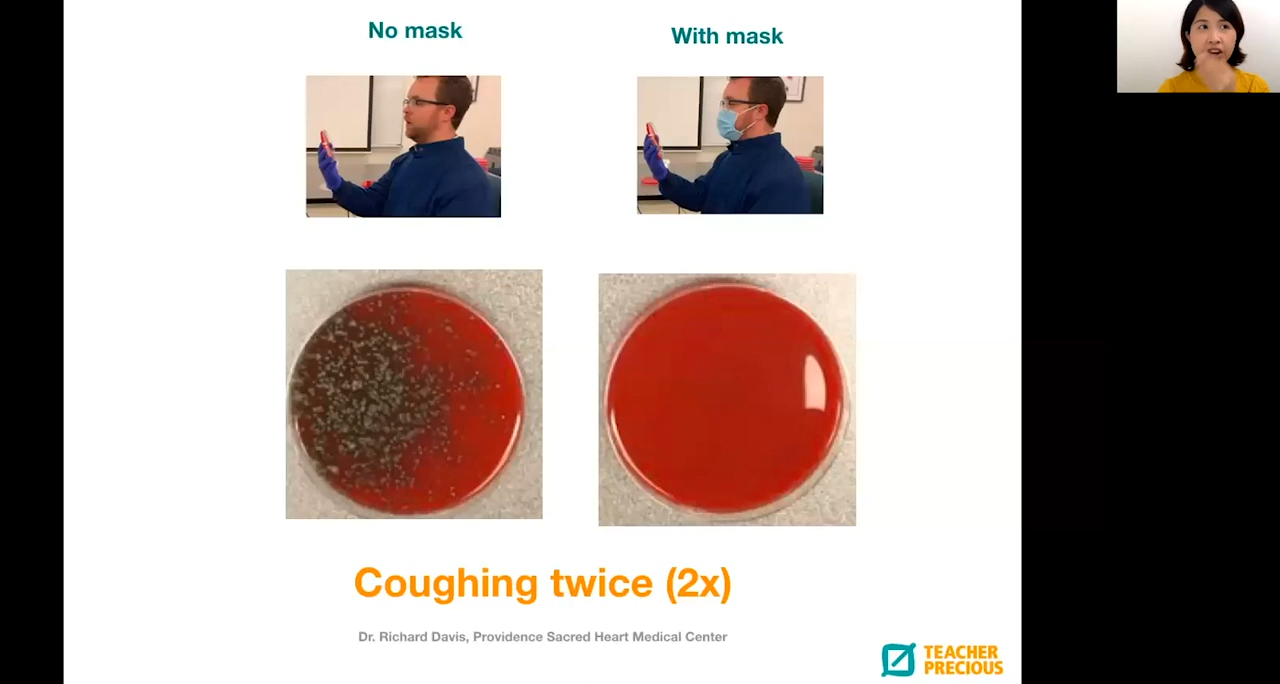 No mask
With mask
Coughing twice (2x)
Dr. Richard Davis, Providence Sacred Heart Medical Center
TEACHER
PRECIOUS